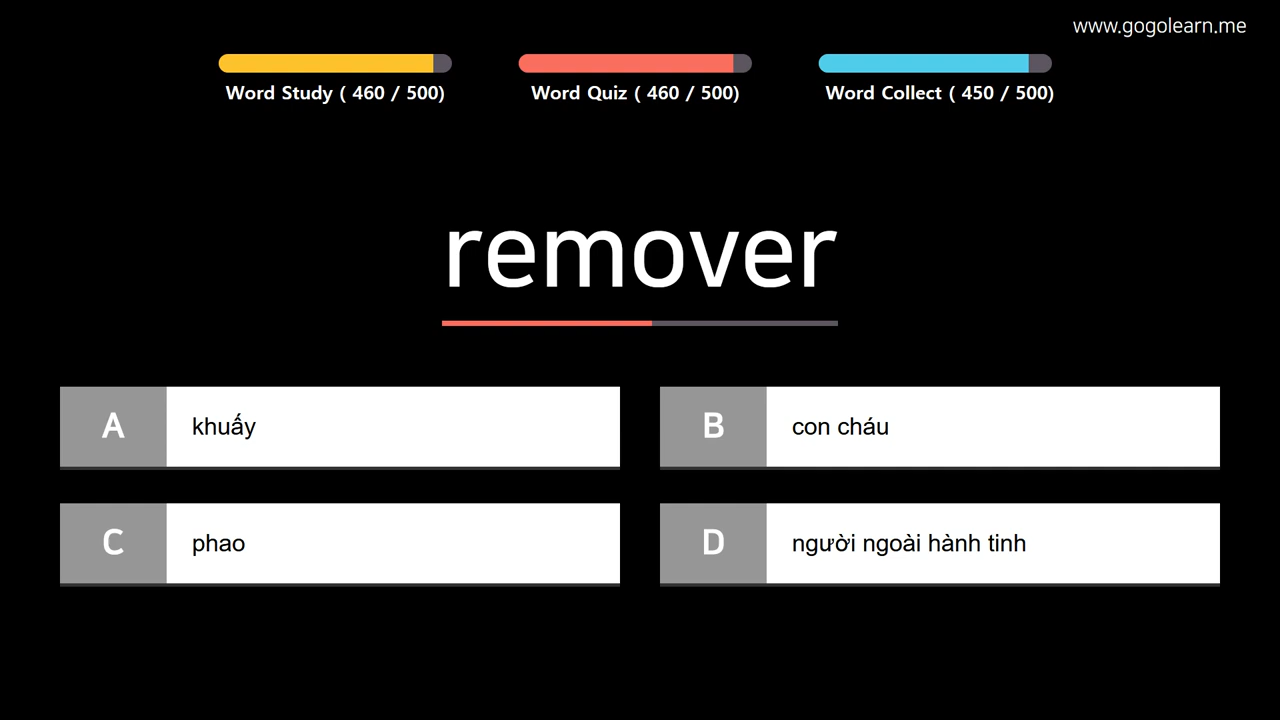 www.gogolearn.me
Word Study ( 460 / 500)
Word Quiz ( 460 / 500)
Word Collect ( 450 / 500)
remover
A
khuấy
B
con cháu
C
phao
D
người ngoài hành tinh